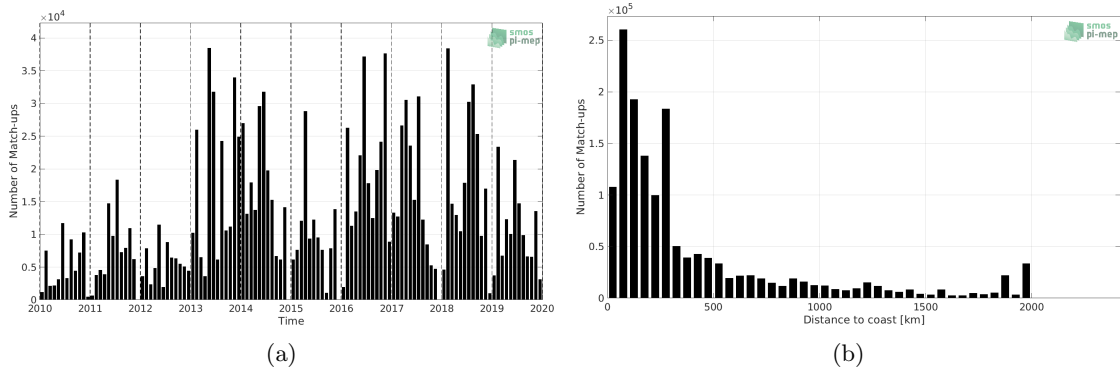 ×10⁴
4
3.5
3
2.5
2
1.5
1
0.5
0
2010 2011 2012 2013 2014 2015 2016 2017 2018 2019 2020
Time
Number of Match-ups
smos
pi-mep
(a)
×10⁵
2.5
2
1.5
1
0.5
0
0 500 1000 1500 2000
Distance to coast [km]
Number of Match-ups
smos
pi-mep
(b)